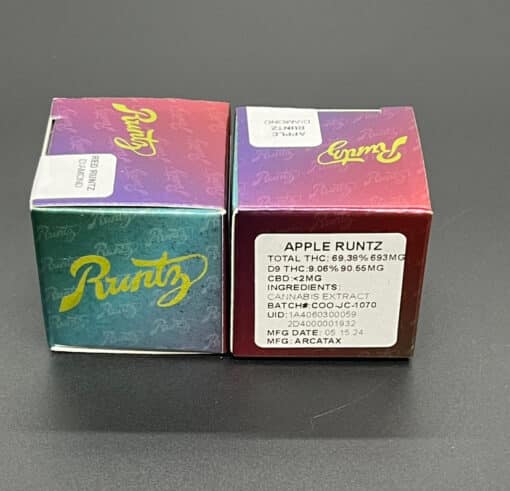 Runtz
RED RUNTZ
DIAMOND
Runtz
APPLE
RUNTZ
DIAMOND
Runtz
APPLE RUNTZ
TOTAL THC: 69.38% 693MG
D9 THC:9.06% 90.55MG
CBD:<2MG
INGREDIENTS:
CANNABIS EXTRACT
BATCH#: COO-JC-1070
UID:1A4060300059
2D4000001932
MFG DATE: 05.15.24
MFG: ARCATAX